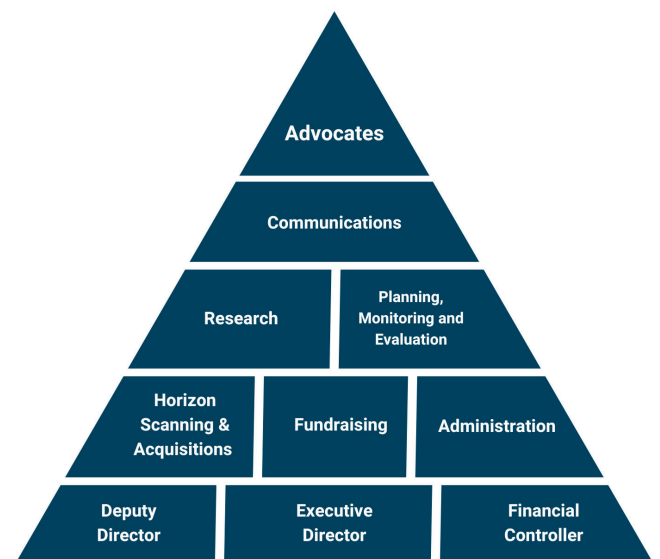 Advocates
Communications
Research
Planning,
Monitoring and
Evaluation
Horizon
Scanning &
Acquisitions
Fundraising
Administration
Deputy
Director
Executive
Director
Financial
Controller